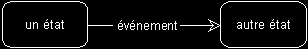 un état
événement
autre état